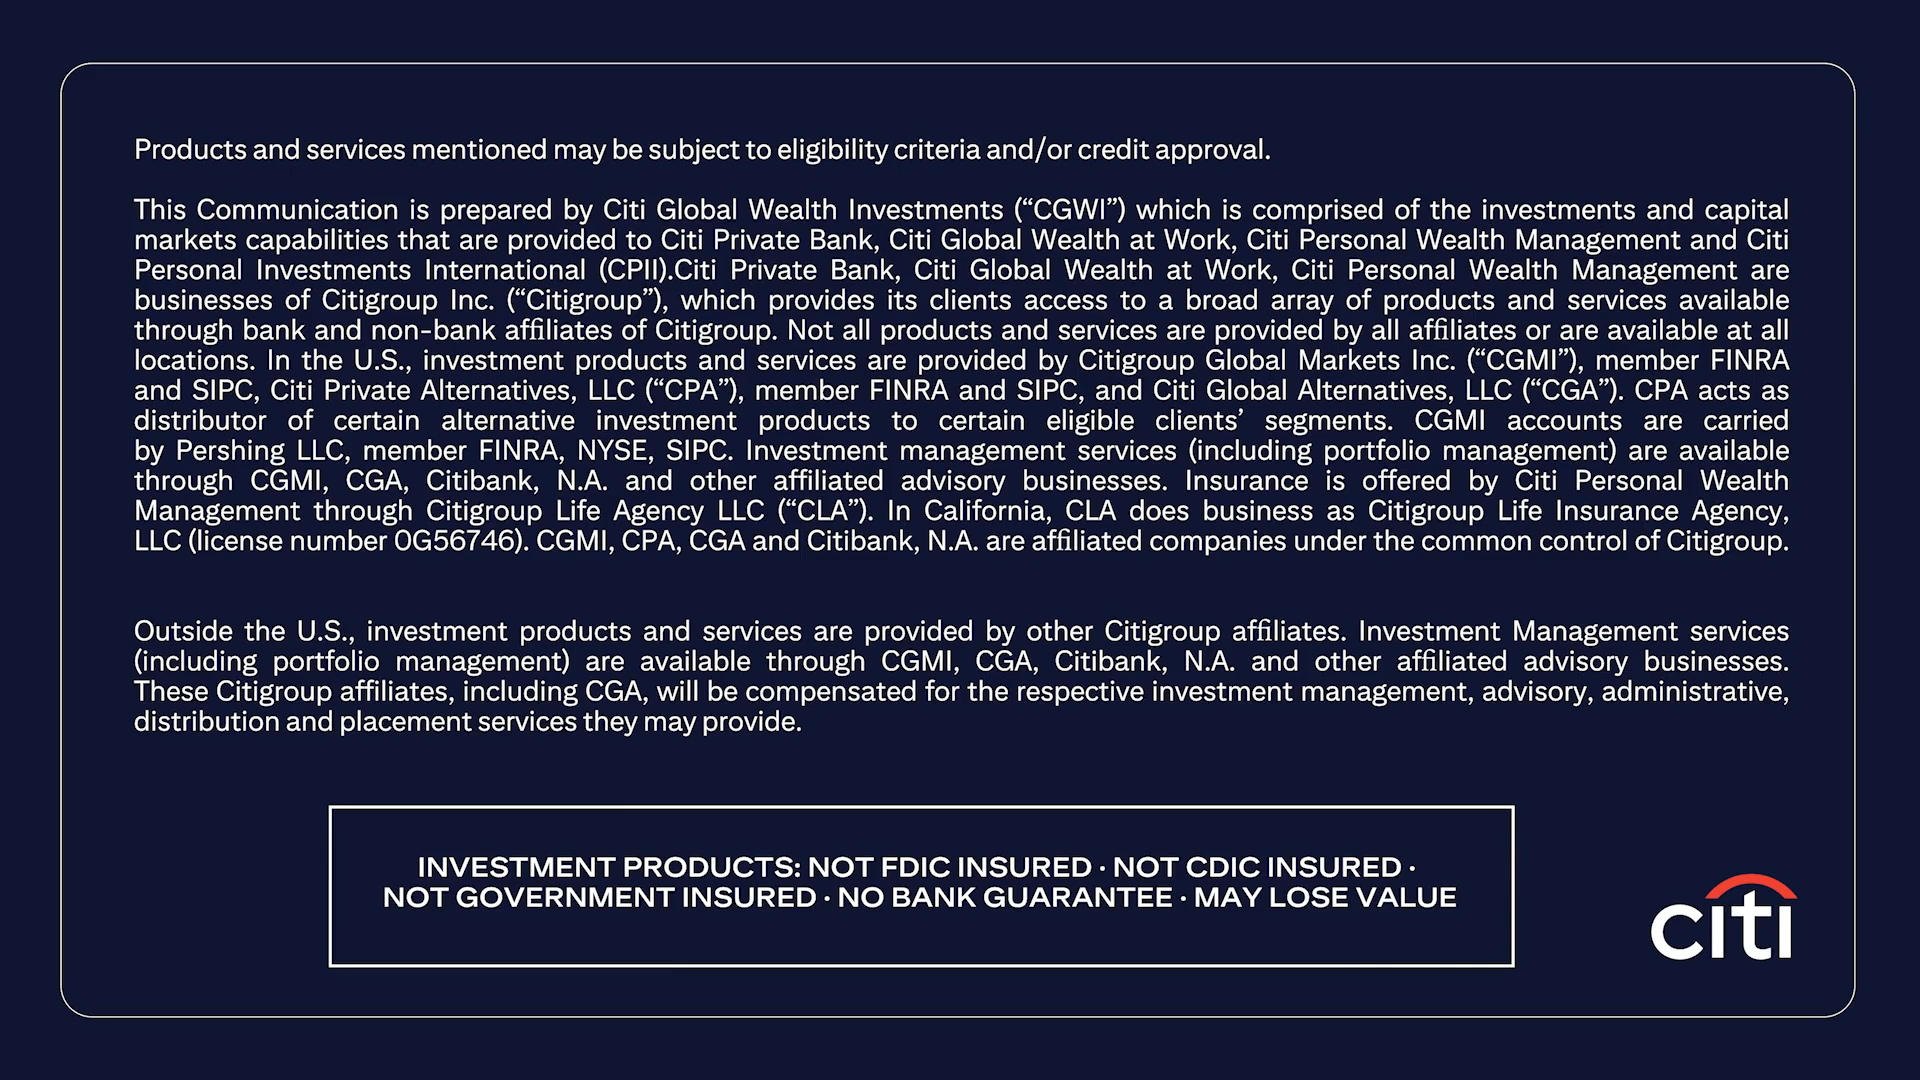 Products and services mentioned may be subject to eligibility criteria and/or credit approval.
This Communication is prepared by Citi Global Wealth Investments (“CGWI”) which is comprised of the investments and capital
markets capabilities that are provided to Citi Private Bank, Citi Global Wealth at Work, Citi Personal Wealth Management and Citi
Personal Investments International (CPII).Citi Private Bank, Citi Global Wealth at Work, Citi Personal Wealth Management are
businesses of Citigroup Inc. (“Citigroup”), which provides its clients access to a broad array of products and services available
through bank and non-bank affiliates of Citigroup. Not all products and services are provided by all affiliates or are available at all
locations. In the U.S., investment products and services are provided by Citigroup Global Markets Inc. (“CGMI”), member FINRA
and SIPC, Citi Private Alternatives, LLC (“CPA”), member FINRA and SIPC, and Citi Global Alternatives, LLC (“CGA”). CPA acts as
distributor of certain alternative investment products to certain eligible clients’ segments. CGMI accounts are carried
by Pershing LLC, member FINRA, NYSE, SIPC. Investment management services (including portfolio management) are available
through CGMI, CGA, Citibank, N.A. and other affiliated advisory businesses. Insurance is offered by Citi Personal Wealth
Management through Citigroup Life Agency LLC (“CLA”). In California, CLA does business as Citigroup Life Insurance Agency,
LLC (license number 0G56746). CGMI, CPA, CGA and Citibank, N.A. are affiliated companies under the common control of Citigroup.
Outside the U.S., investment products and services are provided by other Citigroup affiliates. Investment Management services
(including portfolio management) are available through CGMI, CGA, Citibank, N.A. and other affiliated advisory businesses.
These Citigroup affiliates, including CGA, will be compensated for the respective investment management, advisory, administrative,
distribution and placement services they may provide.
INVESTMENT PRODUCTS: NOT FDIC INSURED · NOT CDIC INSURED ·
NOT GOVERNMENT INSURED · NO BANK GUARANTEE · MAY LOSE VALUE
citi